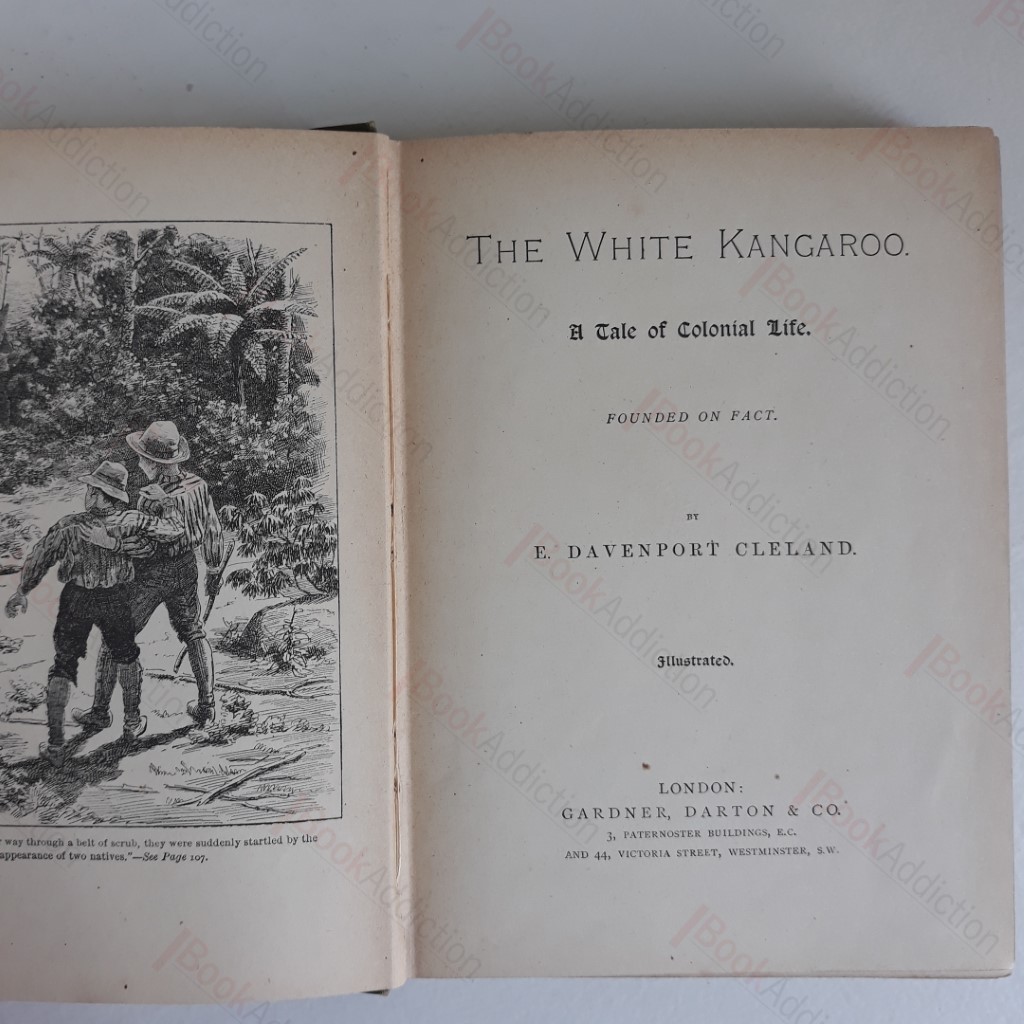 r way through a belt of scrub, they were suddenly startled by the
appearance of two natives."—See Page 107.
THE WHITE KANGAROO.
A Tale of Colonial Life.
FOUNDED ON FACT.
BY
E. DAVENPORT CLELAND.
Illustrated.
LONDON:
GARDNER, DARTON & CO.
3, PATERNOSTER BUILDINGS, E.C.
AND 44, VICTORIA STREET, WESTMINSTER, S.W.
BookAddiction